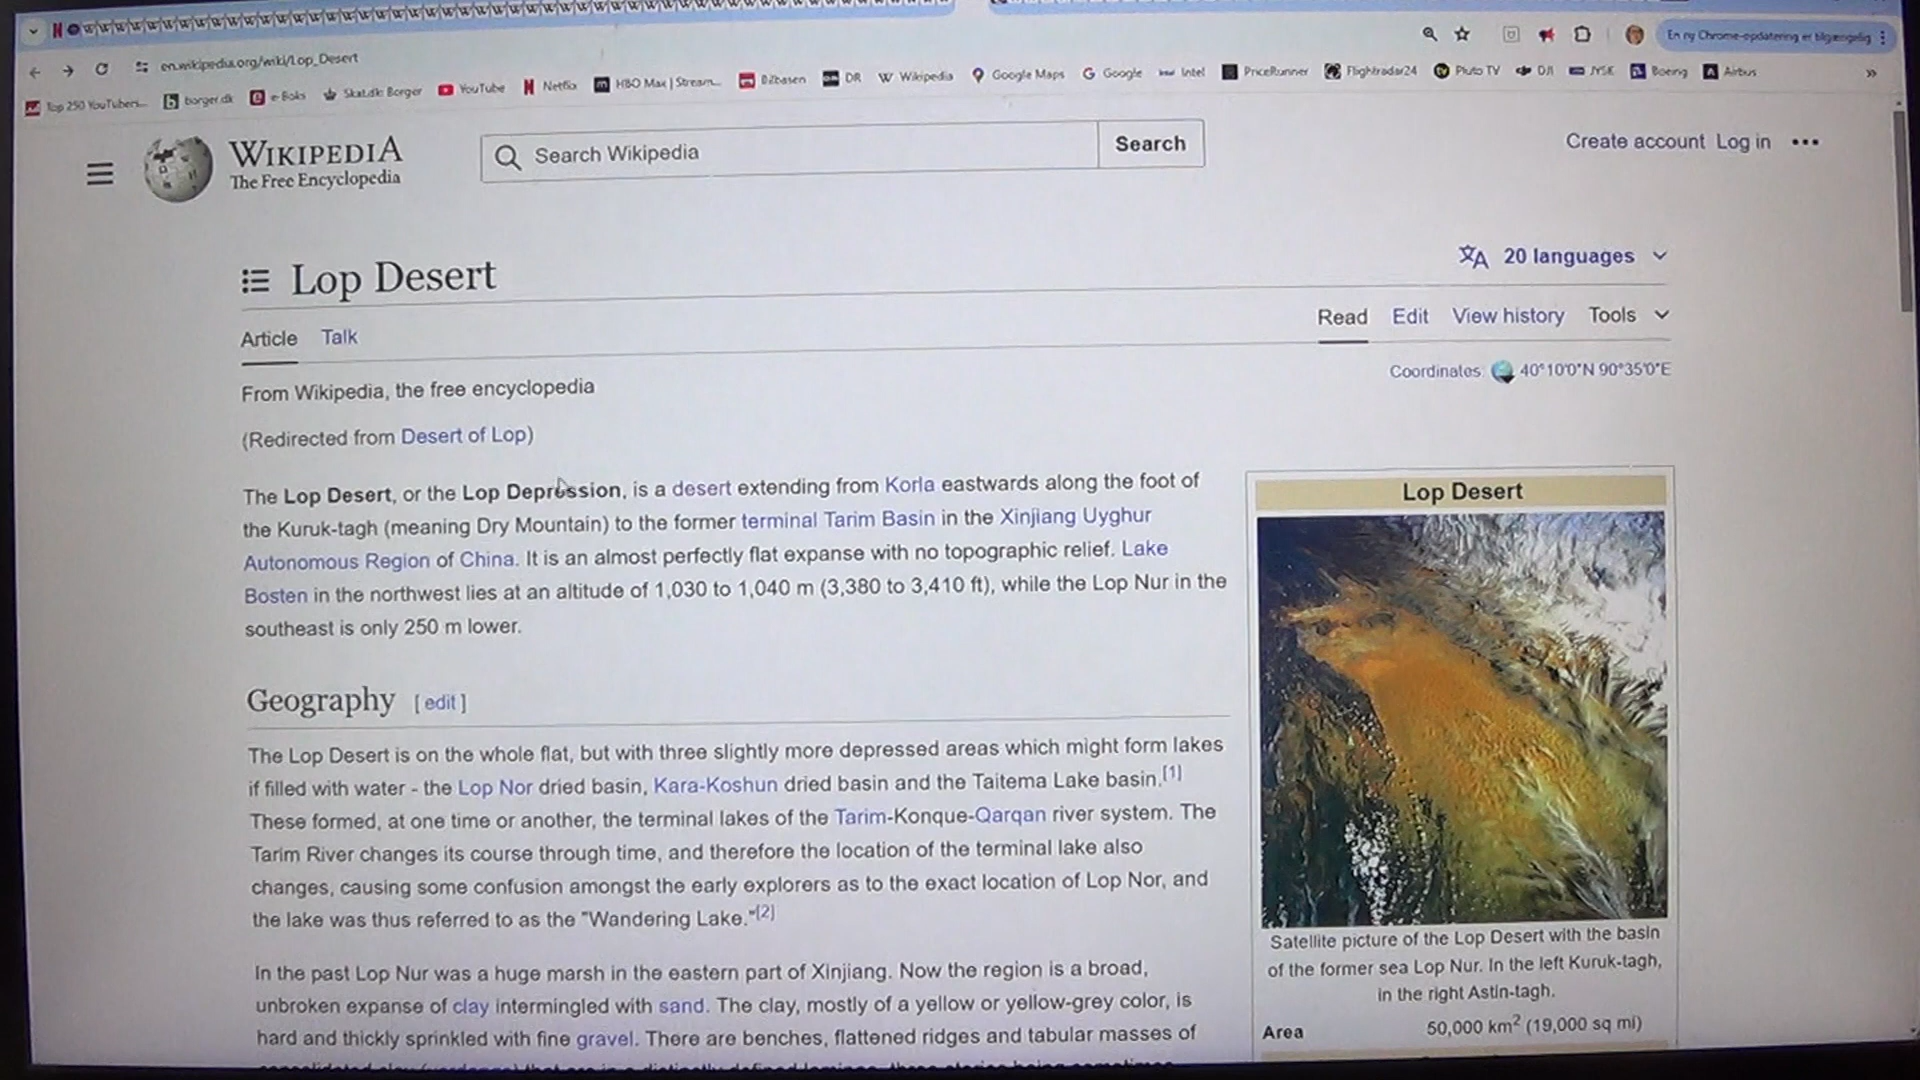 en.wikipedia.org/wiki/Lop_Desert
En ny Chrome-opdatering er tilgængelig
Top 250 YouTubers... borger.dk e-Boks Skat.dk: Borger YouTube Netflix HBO Max | Stream... Bilbasen DR Wikipedia Google Maps Google Intel PriceRunner Flightradar24 Pluto TV DJI JYSK Boeing Airbus
WIKIPEDIA
The Free Encyclopedia
Search Wikipedia
Search
Create account Log in
Lop Desert
20 languages
Article Talk
Read Edit View history Tools
Coordinates: 40°10′0″N 90°35′0″E
From Wikipedia, the free encyclopedia
(Redirected from Desert of Lop)
The Lop Desert, or the Lop Depression, is a desert extending from Korla eastwards along the foot of
the Kuruk-tagh (meaning Dry Mountain) to the former terminal Tarim Basin in the Xinjiang Uyghur
Autonomous Region of China. It is an almost perfectly flat expanse with no topographic relief. Lake
Bosten in the northwest lies at an altitude of 1,030 to 1,040 m (3,380 to 3,410 ft), while the Lop Nur in the
southeast is only 250 m lower.
Geography [ edit ]
The Lop Desert is on the whole flat, but with three slightly more depressed areas which might form lakes
if filled with water - the Lop Nor dried basin, Kara-Koshun dried basin and the Taitema Lake basin.[1]
These formed, at one time or another, the terminal lakes of the Tarim-Konque-Qarqan river system. The
Tarim River changes its course through time, and therefore the location of the terminal lake also
changes, causing some confusion amongst the early explorers as to the exact location of Lop Nor, and
the lake was thus referred to as the "Wandering Lake."[2]
In the past Lop Nur was a huge marsh in the eastern part of Xinjiang. Now the region is a broad,
unbroken expanse of clay intermingled with sand. The clay, mostly of a yellow or yellow-grey color, is
hard and thickly sprinkled with fine gravel. There are benches, flattened ridges and tabular masses of
Lop Desert
Satellite picture of the Lop Desert with the basin
of the former sea Lop Nur. In the left Kuruk-tagh,
in the right Astin-tagh.
Area 50,000 km2 (19,000 sq mi)